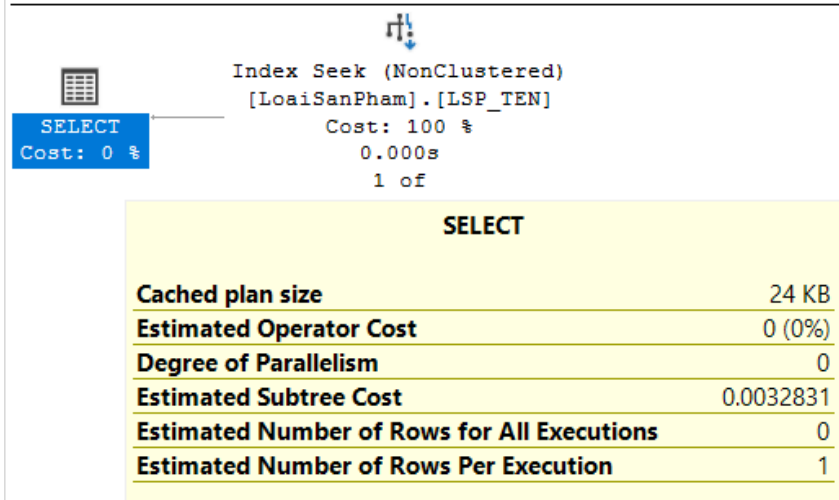 Index Seek (NonClustered)
[LoaiSanPham].[LSP_TEN]
Cost: 100 %
0.000s
1 of
SELECT
Cost: 0 %
SELECT
Cached plan size 24 KB
Estimated Operator Cost 0 (0%)
Degree of Parallelism 0
Estimated Subtree Cost 0.0032831
Estimated Number of Rows for All Executions 0
Estimated Number of Rows Per Execution 1